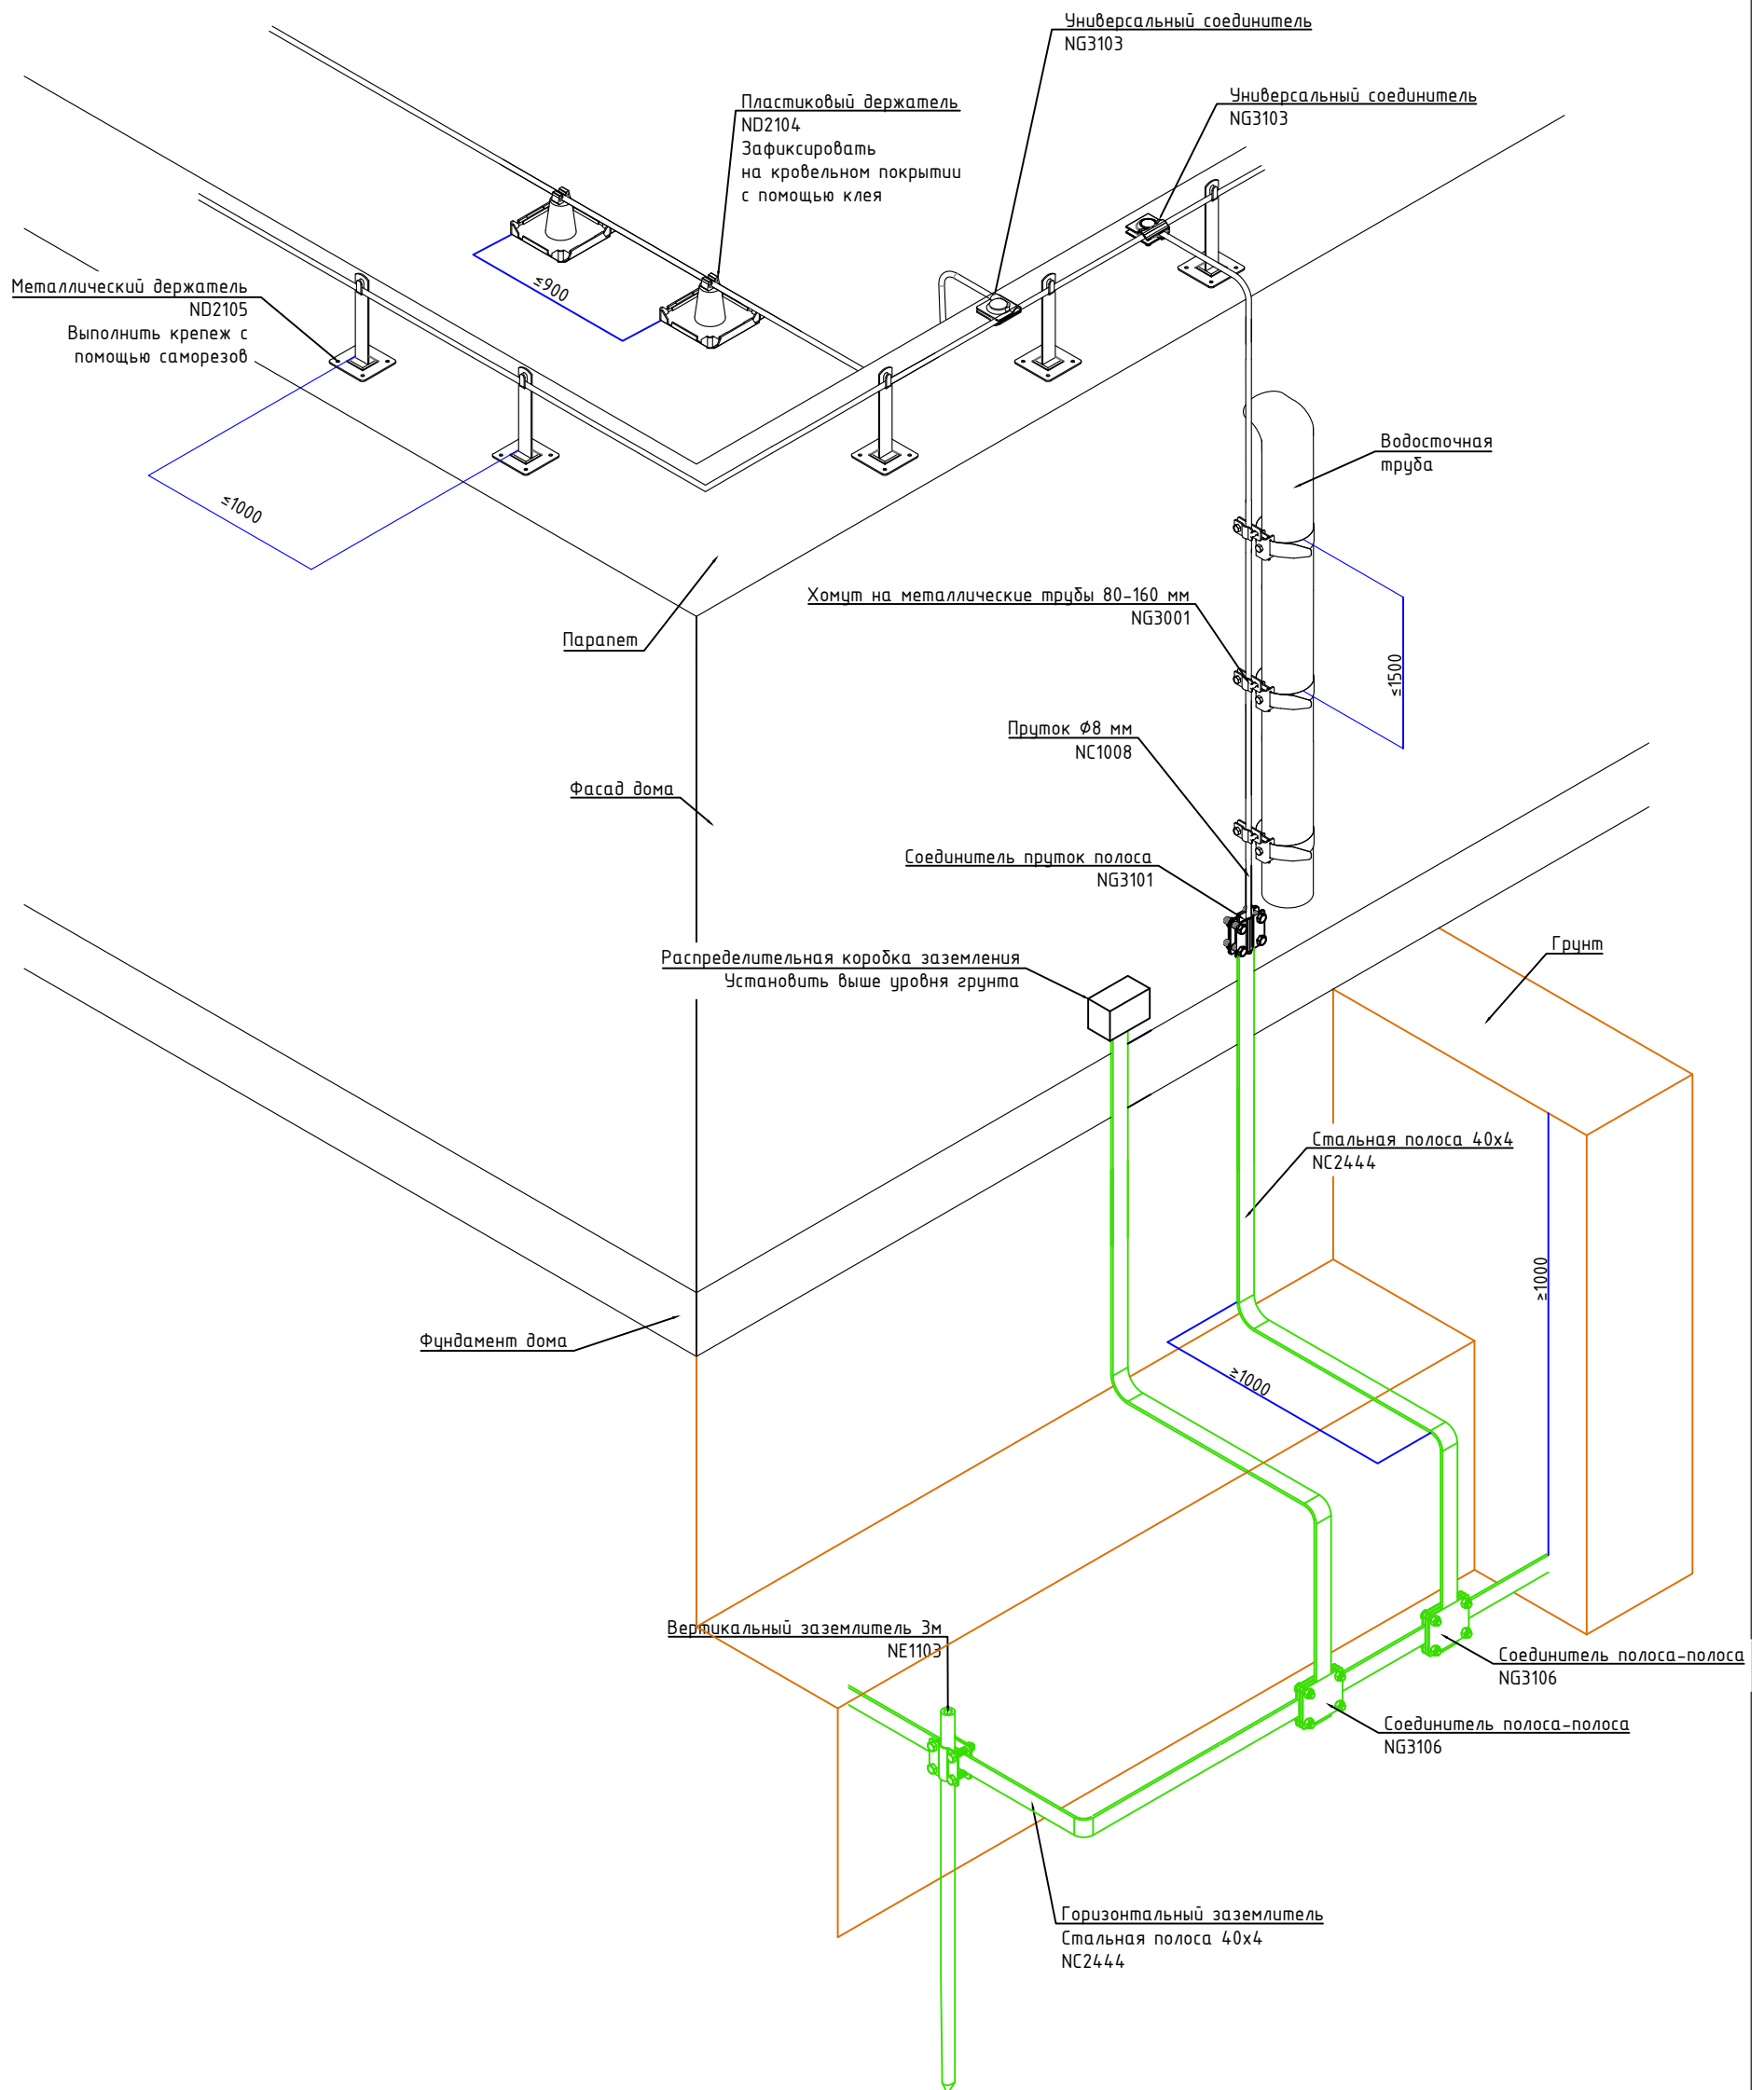 Универсальный соединитель
NG3103
Универсальный соединитель
NG3103
Пластиковый держатель
ND2104
Зафиксировать
на кровельном покрытии
с помощью клея
Металлический держатель
ND2105
Выполнить крепеж с
помощью саморезов
≤900
≤1000
Водосточная
труба
Хомут на металлические трубы 80-160 мм
NG3001
Парапет
≤1500
Пруток Ø8 мм
NC1008
Фасад дома
Соединитель пруток полоса
NG3101
Распределительная коробка заземления
Установить выше уровня грунта
Грунт
Стальная полоса 40х4
NC2444
≥1000
Фундамент дома
≥1000
Вертикальный заземлитель 3м
NE1103
Соединитель полоса-полоса
NG3106
Соединитель полоса-полоса
NG3106
Горизонтальный заземлитель
Стальная полоса 40х4
NC2444